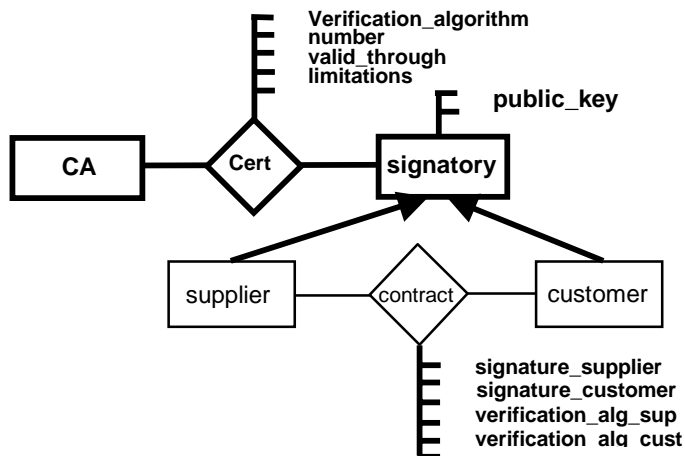 Verification_algorithm
number
valid_through
limitations
public_key
CA
Cert
signatory
supplier
contract
customer
signature_supplier
signature_customer
verification_alg_sup
verification_alg_cust